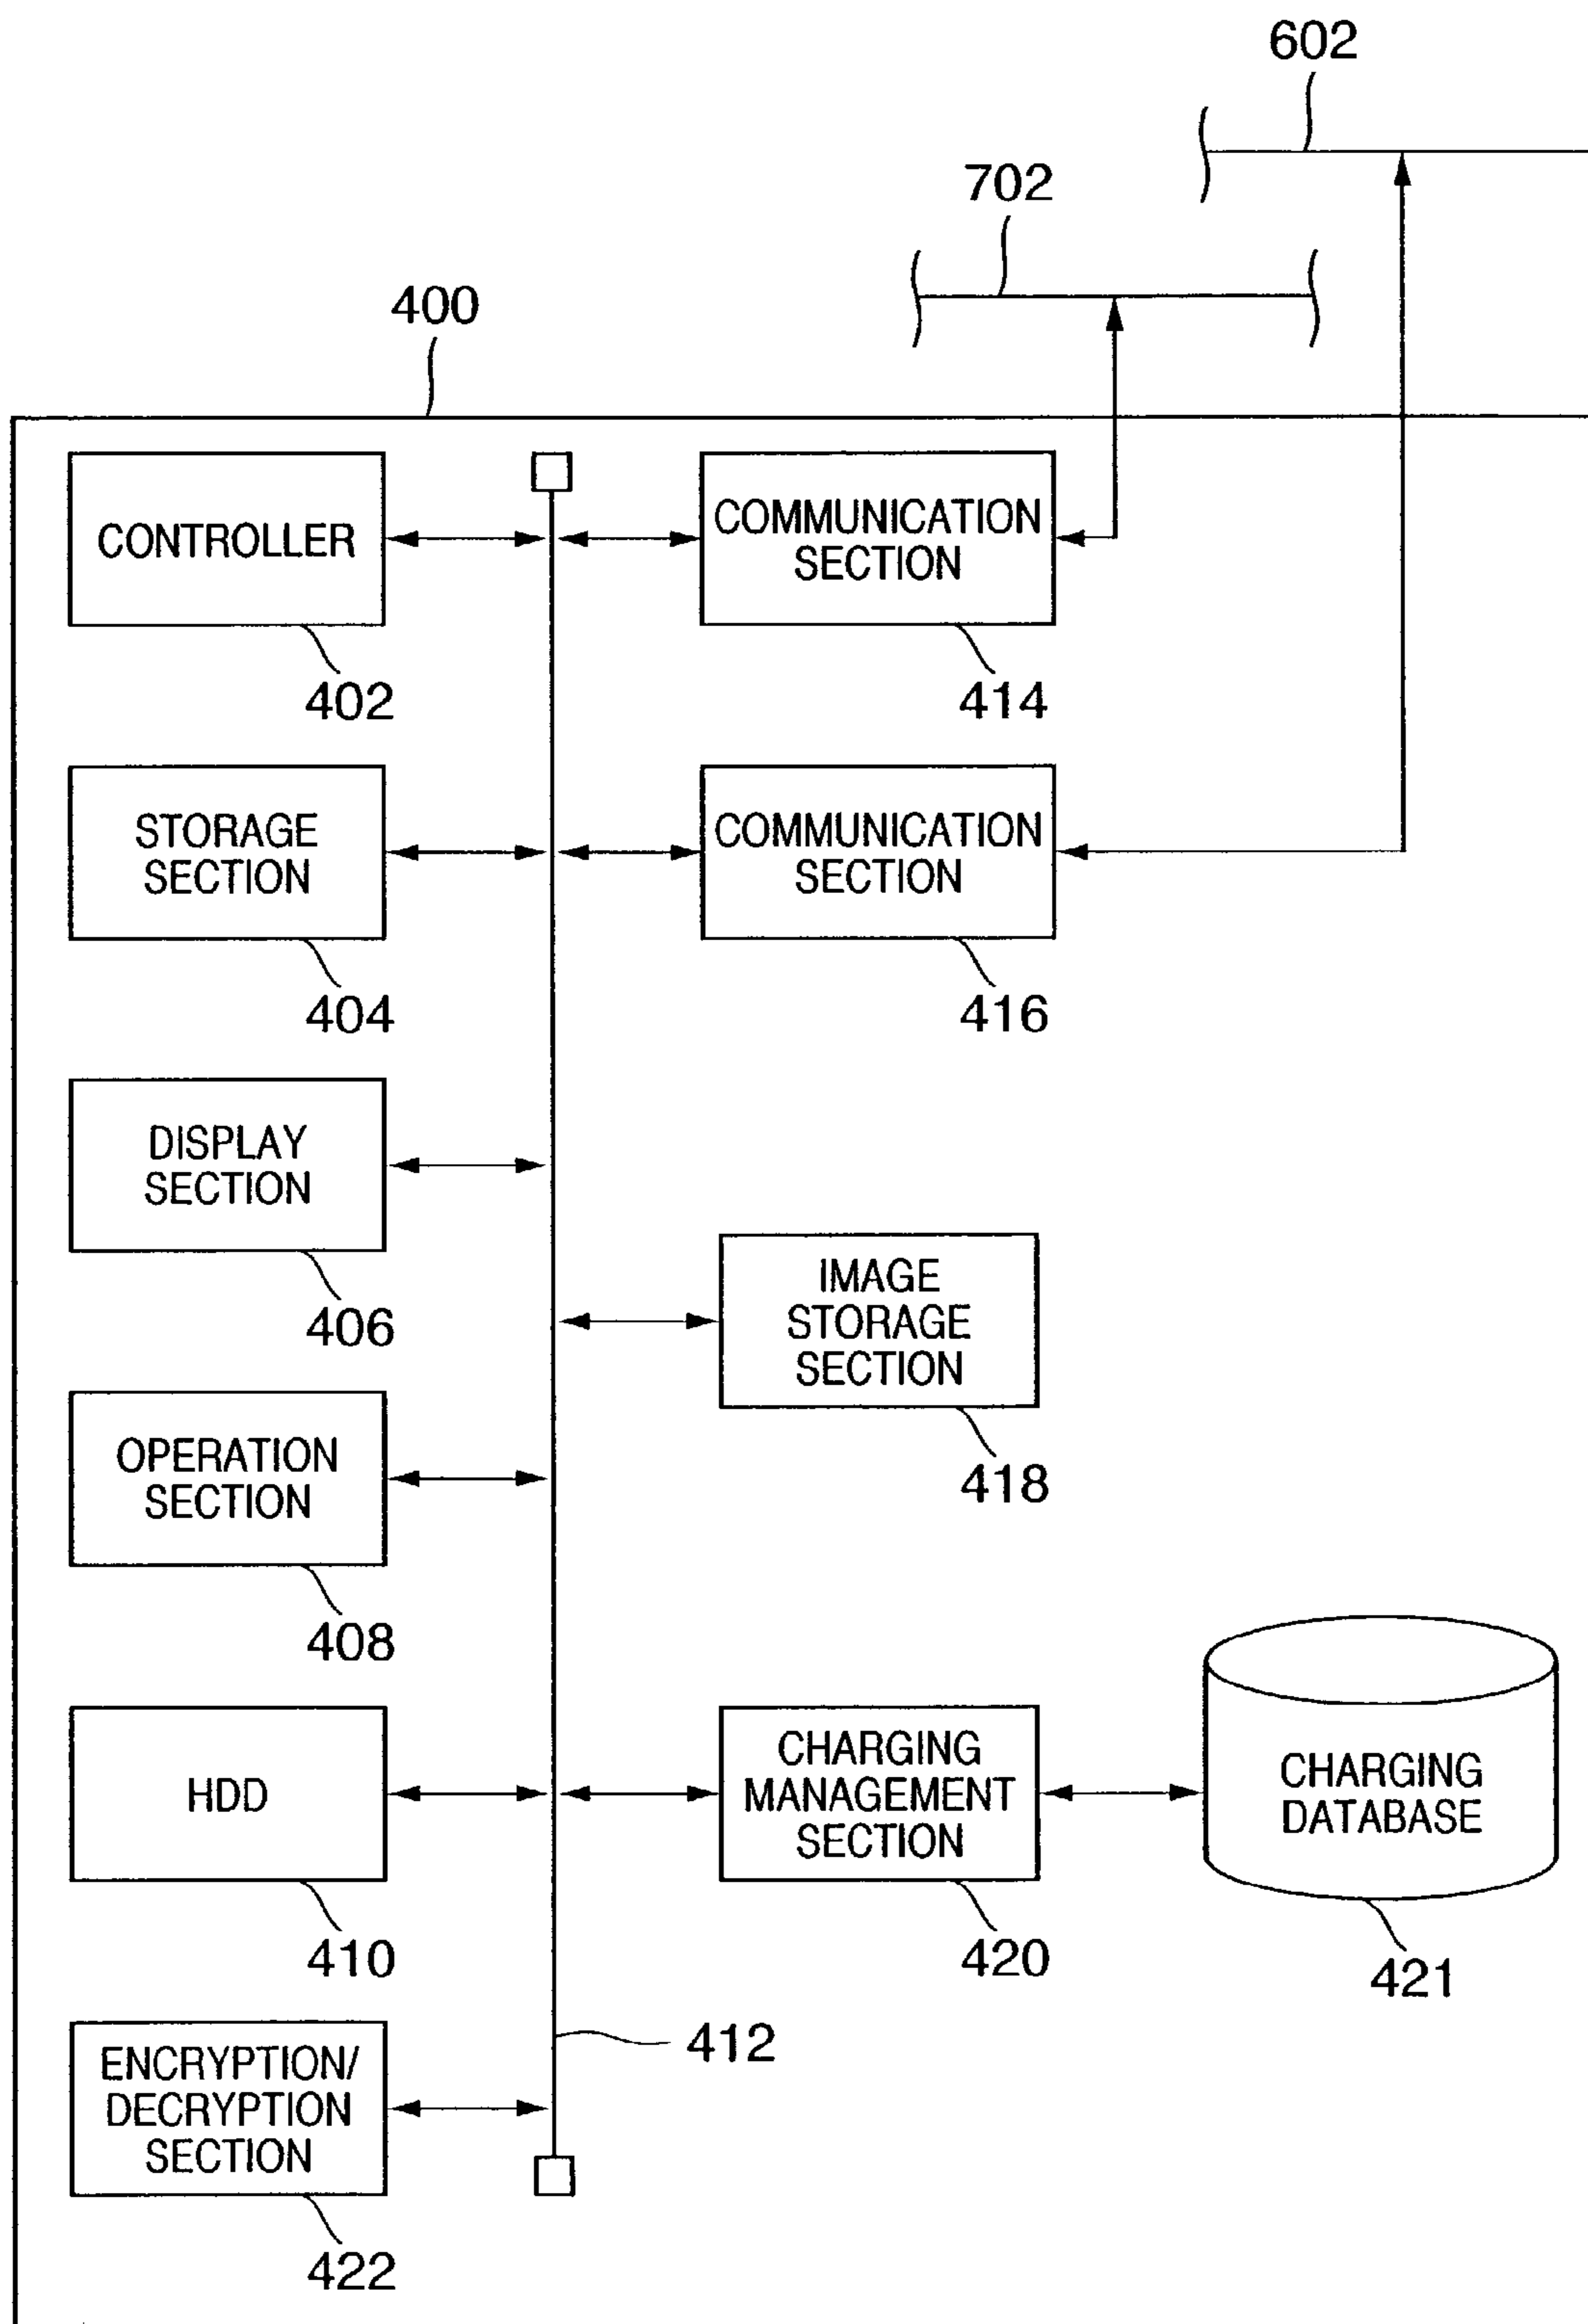 602
702
400
CONTROLLER
402
COMMUNICATION
SECTION
414
STORAGE
SECTION
404
COMMUNICATION
SECTION
416
DISPLAY
SECTION
406
IMAGE
STORAGE
SECTION
418
OPERATION
SECTION
408
HDD
410
CHARGING
MANAGEMENT
SECTION
420
CHARGING
DATABASE
421
412
ENCRYPTION/
DECRYPTION
SECTION
422